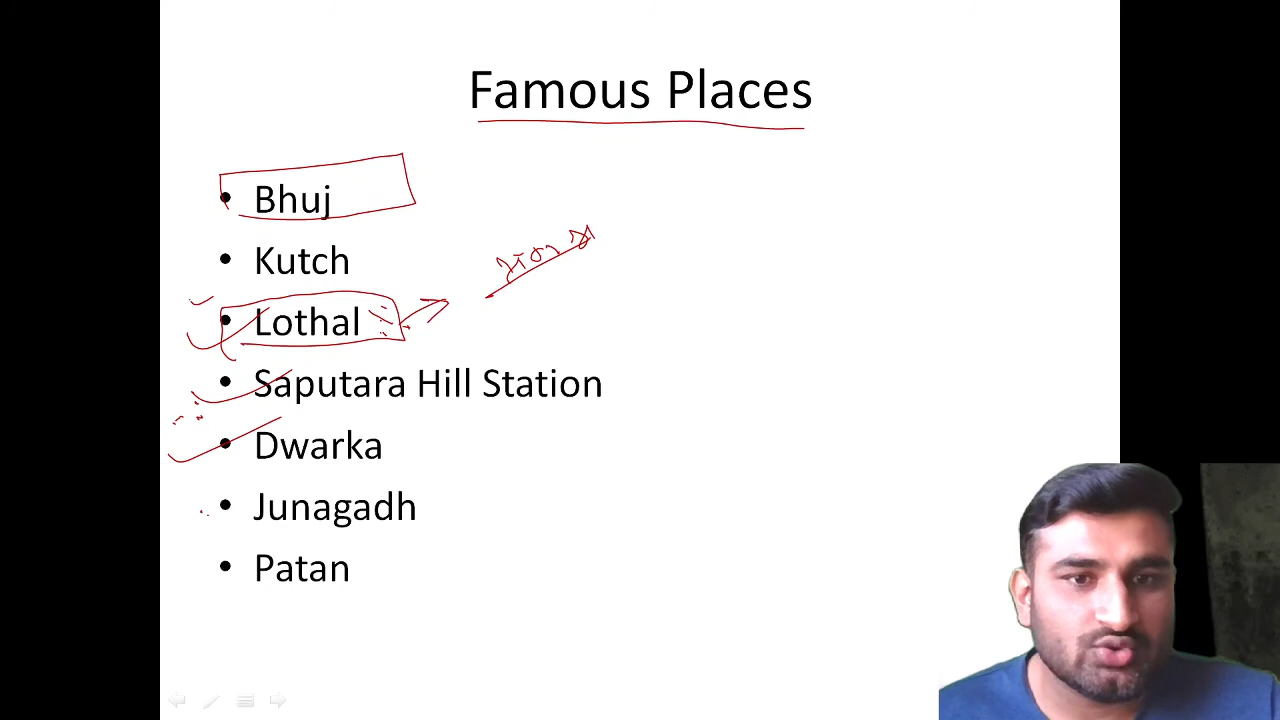 Famous Places
• Bhuj
• Kutch
• Lothal
• Saputara Hill Station
• Dwarka
• Junagadh
• Patan